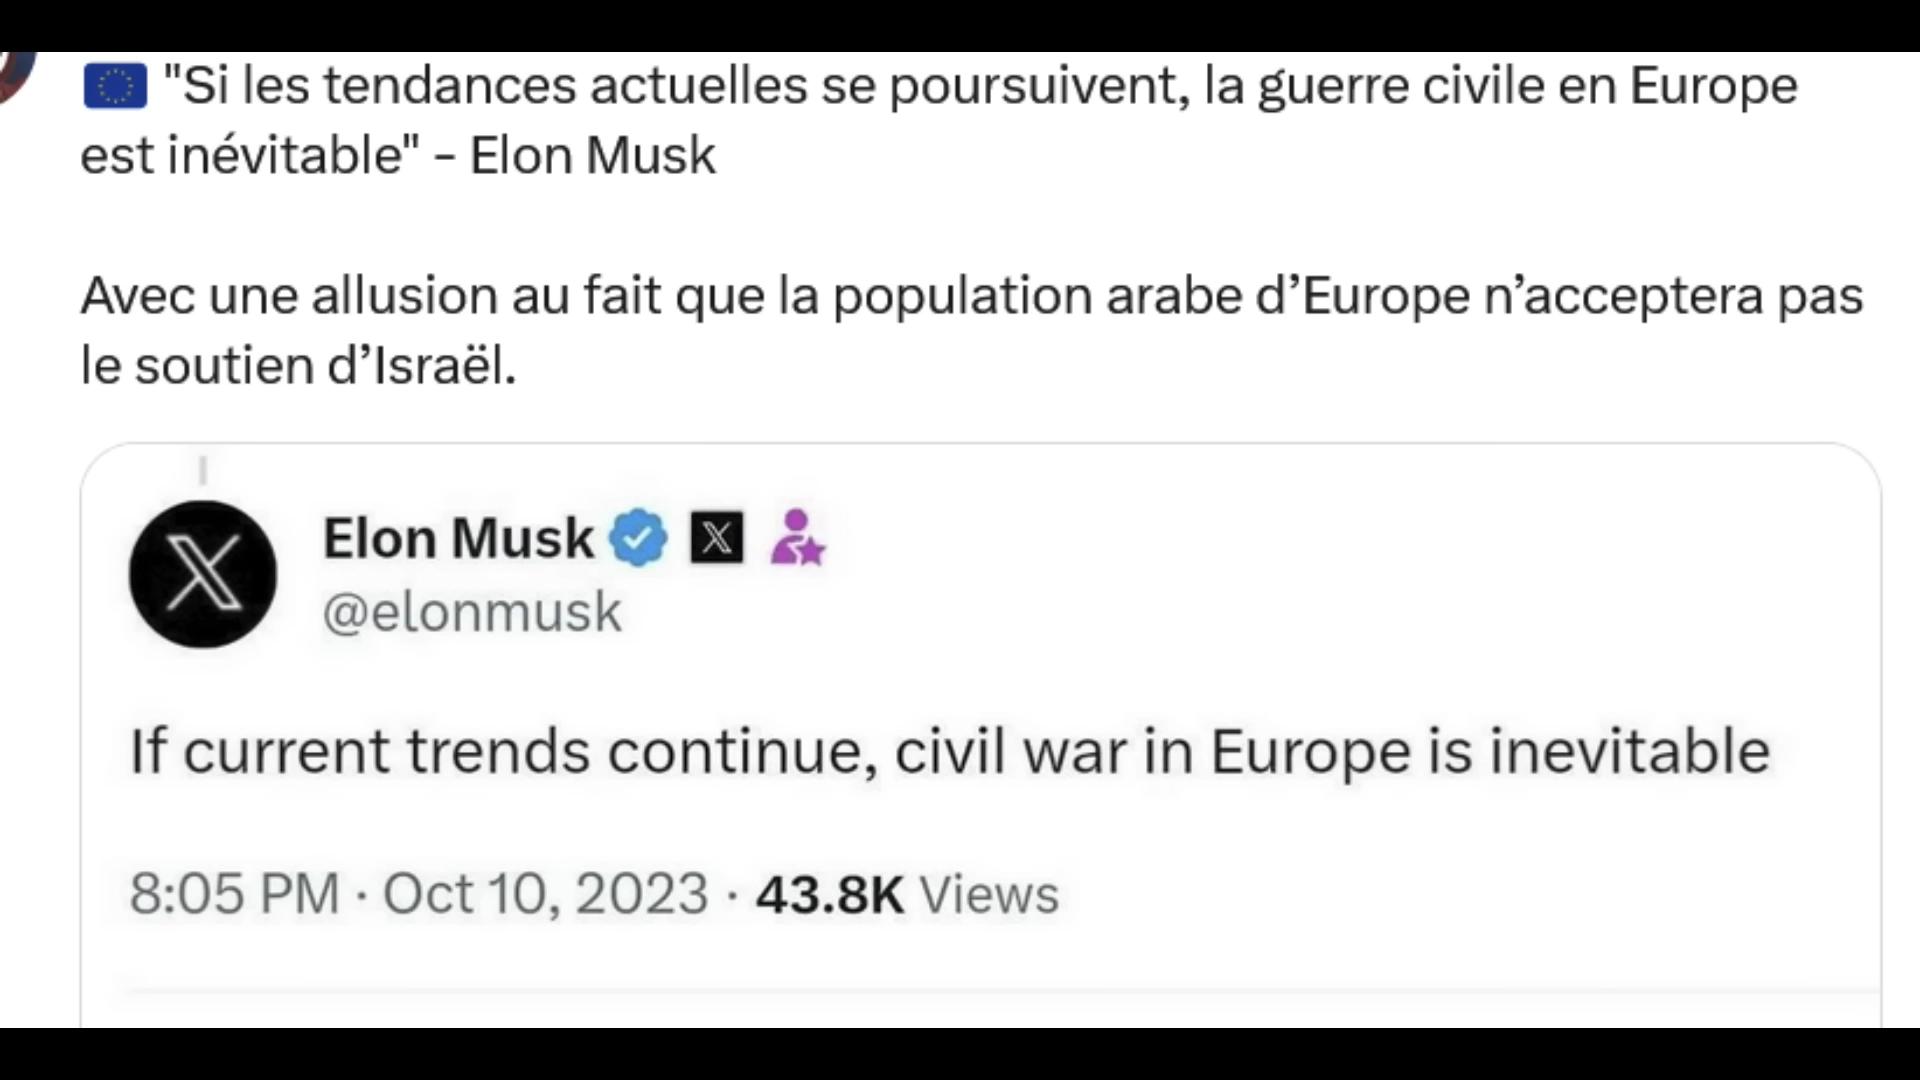 "Si les tendances actuelles se poursuivent, la guerre civile en Europe
est inévitable" - Elon Musk
Avec une allusion au fait que la population arabe d’Europe n’acceptera pas
le soutien d’Israël.
Elon Musk
@elonmusk
If current trends continue, civil war in Europe is inevitable
8:05 PM · Oct 10, 2023 · 43.8K Views